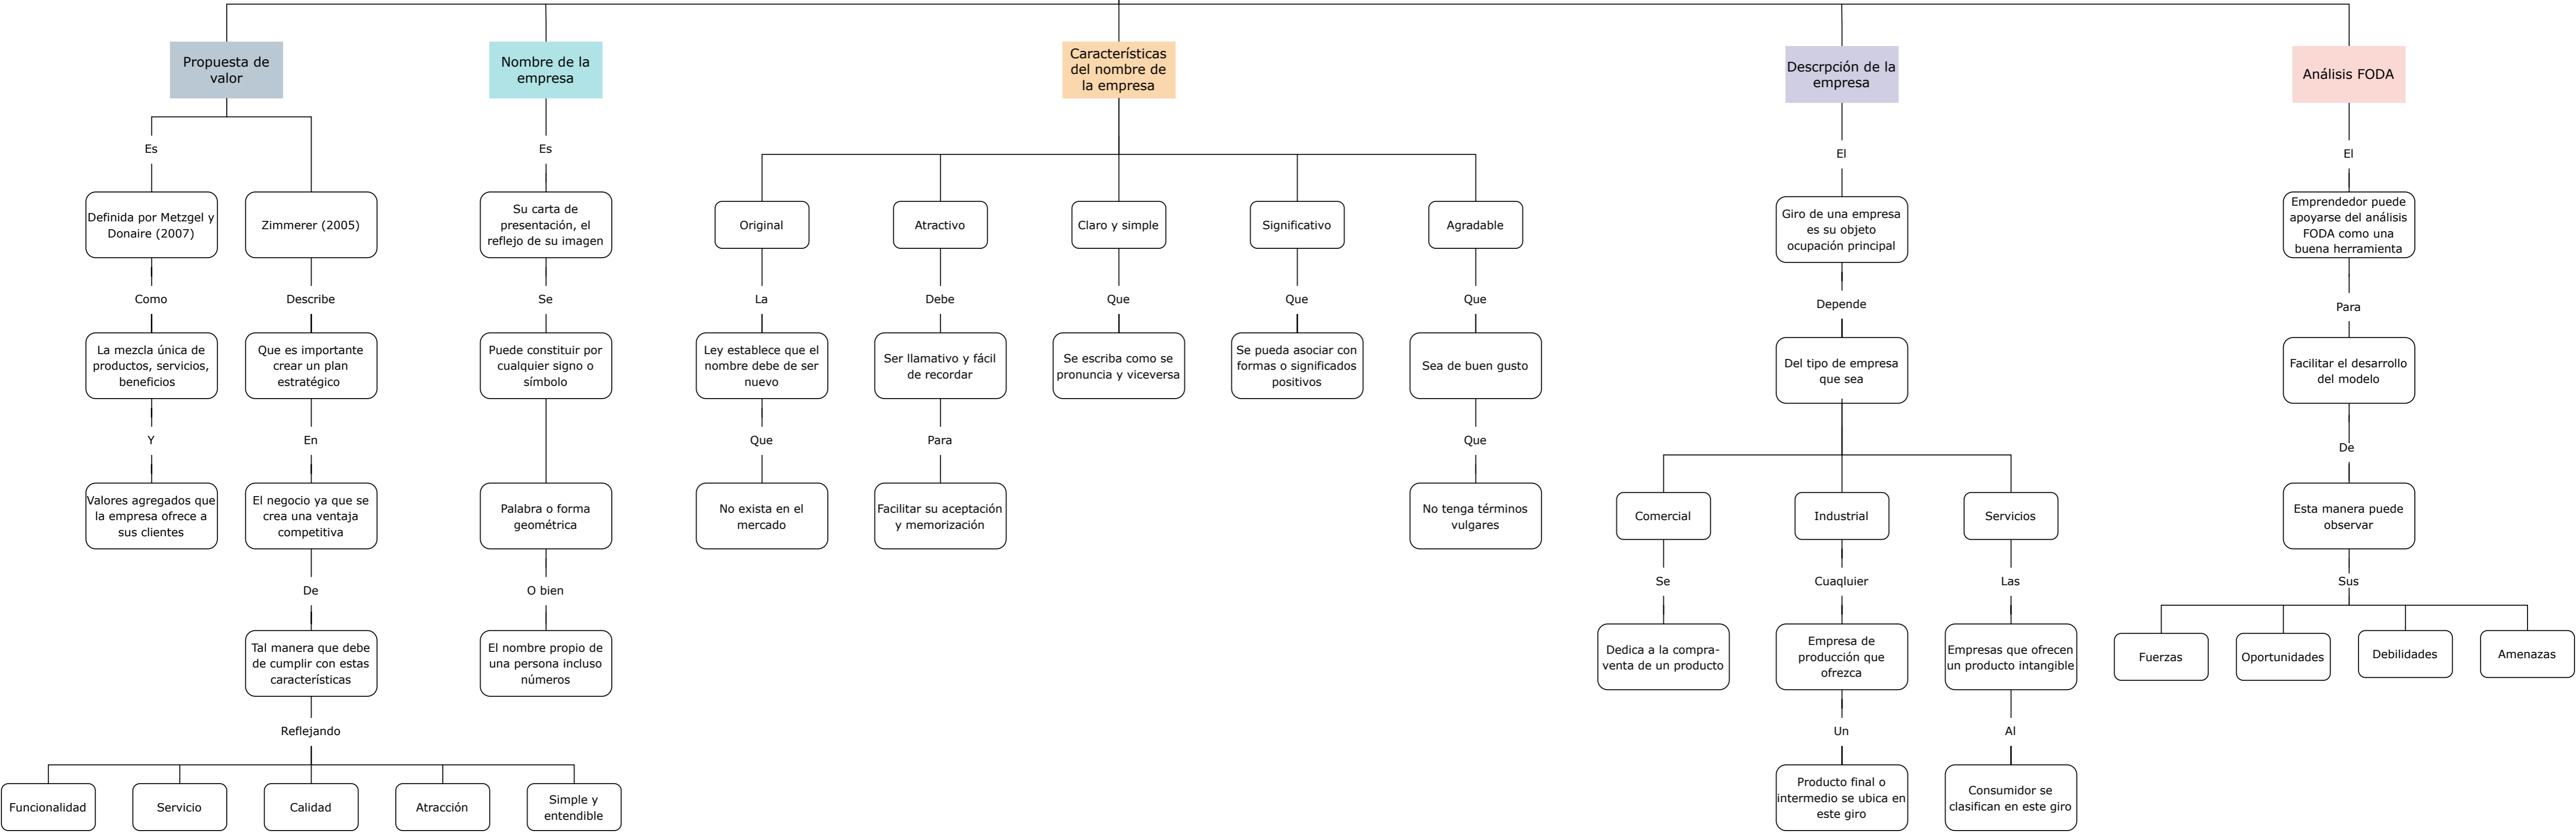 Propuesta de
valor
Es
Definida por Metzgel y
Donaire (2007)
Como
La mezcla única de
productos, servicios,
beneficios
Y
Valores agregados que
la empresa ofrece a
sus clientes
Zimmerer (2005)
Describe
Que es importante
crear un plan
estratégico
En
El negocio ya que se
crea una ventaja
competitiva
De
Tal manera que debe
de cumplir con estas
características
Reflejando
Funcionalidad
Servicio
Calidad
Atracción
Simple y
entendible
Nombre de la
empresa
Es
Su carta de
presentación, el
reflejo de su imagen
Se
Puede constituir por
cualquier signo o
símbolo
Palabra o forma
geométrica
O bien
El nombre propio de
una persona incluso
números
Características
del nombre de
la empresa
Original
La
Ley establece que el
nombre debe de ser
nuevo
Que
No exista en el
mercado
Atractivo
Debe
Ser llamativo y fácil
de recordar
Para
Facilitar su aceptación
y memorización
Claro y simple
Que
Se escriba como se
pronuncia y viceversa
Significativo
Que
Se pueda asociar con
formas o significados
positivos
Agradable
Que
Sea de buen gusto
Que
No tenga términos
vulgares
Descrpción de la
empresa
El
Giro de una empresa
es su objeto
ocupación principal
Depende
Del tipo de empresa
que sea
Comercial
Se
Dedica a la compra-
venta de un producto
Industrial
Cuaqluier
Empresa de
producción que
ofrezca
Un
Producto final o
intermedio se ubica en
este giro
Servicios
Las
Empresas que ofrecen
un producto intangible
Al
Consumidor se
clasifican en este giro
Análisis FODA
El
Emprendedor puede
apoyarse del análisis
FODA como una
buena herramienta
Para
Facilitar el desarrollo
del modelo
De
Esta manera puede
observar
Sus
Fuerzas
Oportunidades
Debilidades
Amenazas